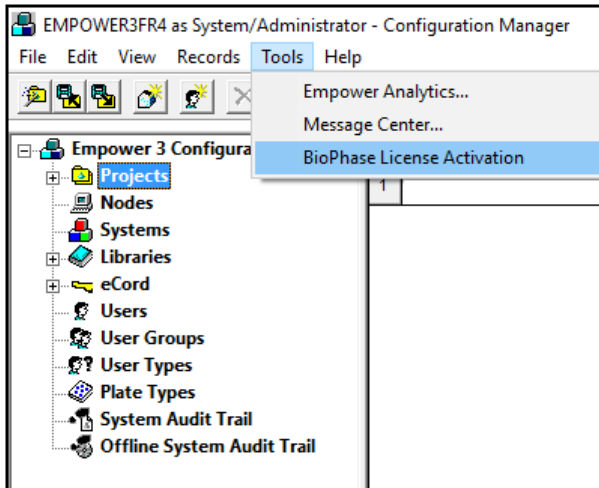 EMPOWER3FR4 as System/Administrator - Configuration Manager
File Edit View Records Tools Help
Empower Analytics...
Message Center...
BioPhase License Activation
Empower 3 Configura
Projects
1
Nodes
Systems
Libraries
eCord
Users
User Groups
User Types
Plate Types
System Audit Trail
Offline System Audit Trail